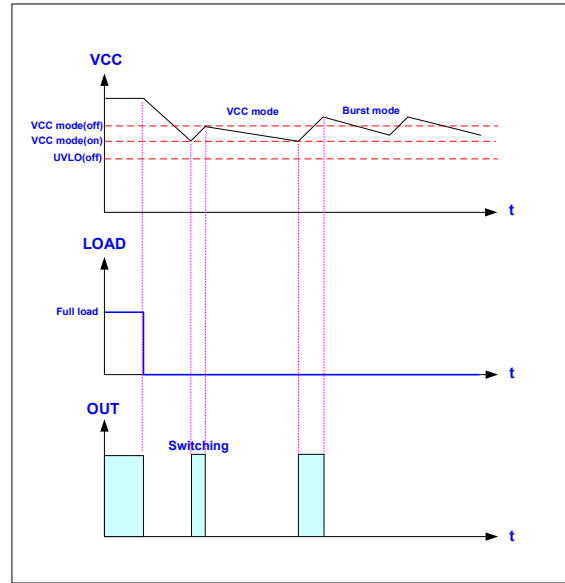 VCC
VCC mode
Burst mode
VCC mode(off)
VCC mode(on)
UVLO(off)
t
LOAD
Full load
t
OUT
Switching
t